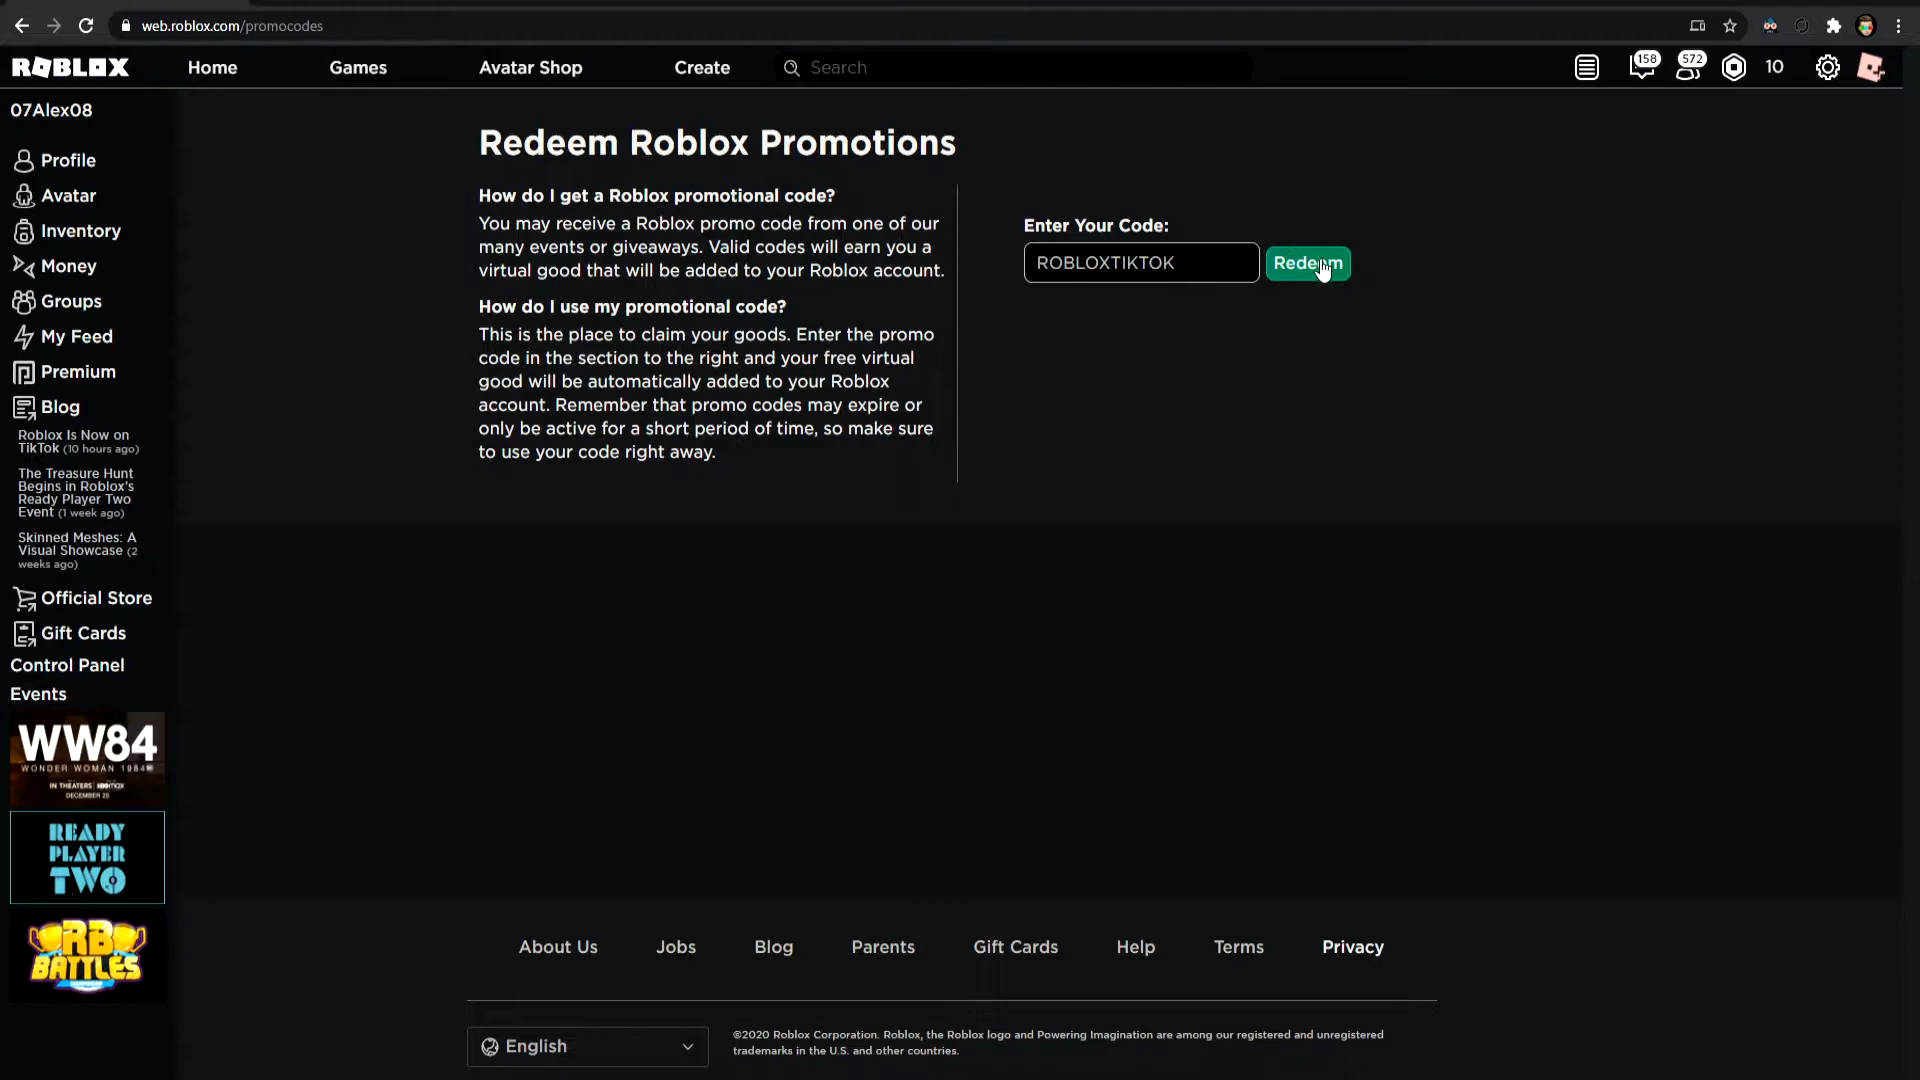 web.roblox.com/promocodes
ROBLOX
Home
Games
Avatar Shop
Create
Search
158
572
10
07Alex08
Profile
Avatar
Inventory
Money
Groups
My Feed
Premium
Blog
Roblox Is Now on
TikTok (10 hours ago)
The Treasure Hunt
Begins in Roblox's
Ready Player Two
Event (1 week ago)
Skinned Meshes: A
Visual Showcase (2
weeks ago)
Official Store
Gift Cards
Control Panel
Events
WW84
WONDER WOMAN 1984
IN THEATERS | HBOMAX
DECEMBER 25
READY
PLAYER
TWO
RB
BATTLES
Redeem Roblox Promotions
How do I get a Roblox promotional code?
You may receive a Roblox promo code from one of our
many events or giveaways. Valid codes will earn you a
virtual good that will be added to your Roblox account.
How do I use my promotional code?
This is the place to claim your goods. Enter the promo
code in the section to the right and your free virtual
good will be automatically added to your Roblox
account. Remember that promo codes may expire or
only be active for a short period of time, so make sure
to use your code right away.
Enter Your Code:
ROBLOXTIKTOK
Redeem
About Us
Jobs
Blog
Parents
Gift Cards
Help
Terms
Privacy
English
©2020 Roblox Corporation. Roblox, the Roblox logo and Powering Imagination are among our registered and unregistered
trademarks in the U.S. and other countries.